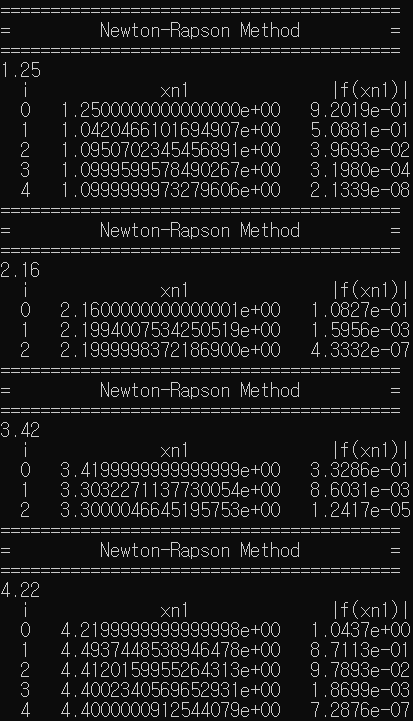 ========================================
=         Newton-Rapson Method         =
========================================
1.25
  i             xn1              |f(xn1)|
  0   1.2500000000000000e+00   9.2019e-01
  1   1.0420466101694907e+00   5.0881e-01
  2   1.0950702345456891e+00   3.9693e-02
  3   1.0999599578490267e+00   3.1980e-04
  4   1.0999999973279606e+00   2.1339e-08
========================================
=         Newton-Rapson Method         =
========================================
2.16
  i             xn1              |f(xn1)|
  0   2.1600000000000001e+00   1.0827e-01
  1   2.1994007534250519e+00   1.5956e-03
  2   2.1999998372186900e+00   4.3332e-07
========================================
=         Newton-Rapson Method         =
========================================
3.42
  i             xn1              |f(xn1)|
  0   3.4199999999999999e+00   3.3286e-01
  1   3.3032271137730054e+00   8.6031e-03
  2   3.3000046645195753e+00   1.2417e-05
========================================
=         Newton-Rapson Method         =
========================================
4.22
  i             xn1              |f(xn1)|
  0   4.2199999999999998e+00   1.0437e+00
  1   4.4937448538946478e+00   8.7113e-01
  2   4.4120159955264313e+00   9.7893e-02
  3   4.4002340569652931e+00   1.8699e-03
  4   4.4000000912544079e+00   7.2876e-07